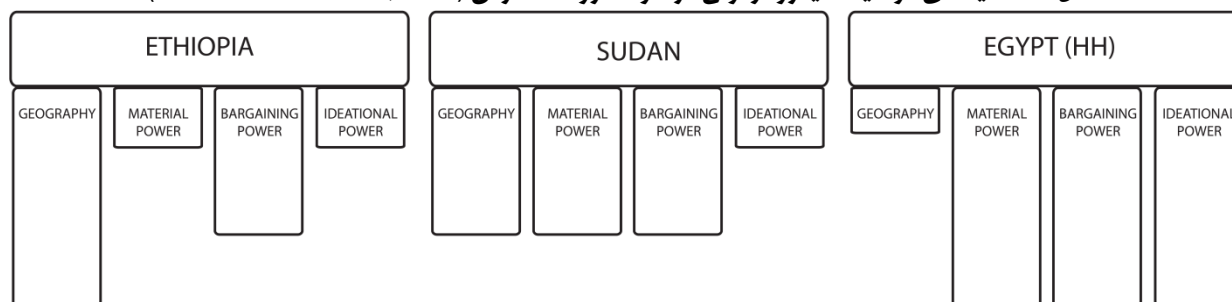 ETHIOPIA
SUDAN
EGYPT (HH)
GEOGRAPHY
MATERIAL
POWER
BARGAINING
POWER
IDEATIONAL
POWER
GEOGRAPHY
MATERIAL
POWER
BARGAINING
POWER
IDEATIONAL
POWER
GEOGRAPHY
MATERIAL
POWER
BARGAINING
POWER
IDEATIONAL
POWER